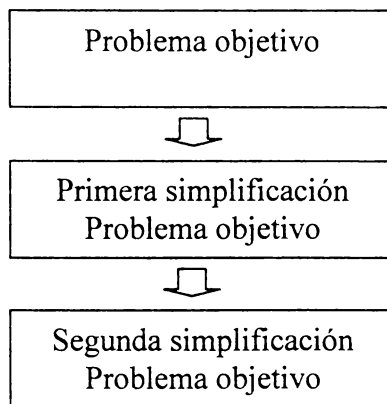 Problema objetivo
Primera simplificación
Problema objetivo
Segunda simplificación
Problema objetivo